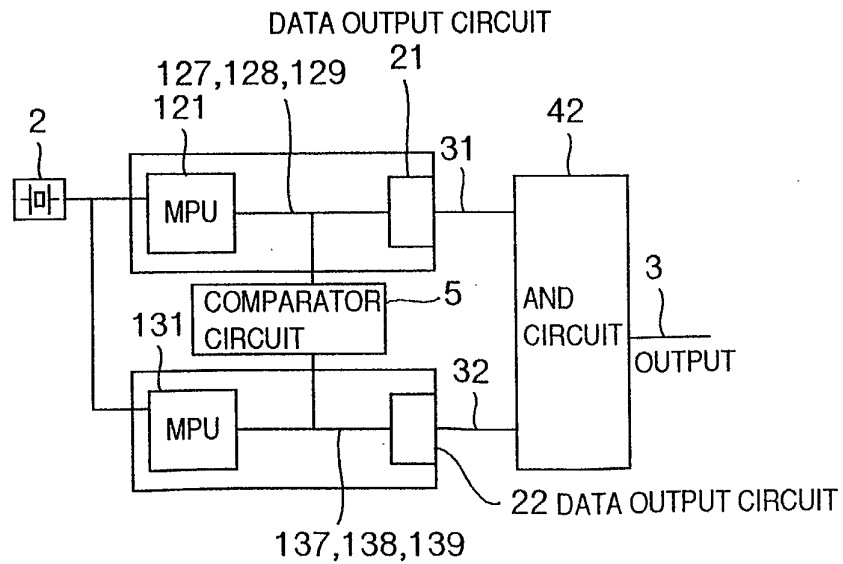 DATA OUTPUT CIRCUIT
127,128,129
21
121
42
2
31
MPU
COMPARATOR
CIRCUIT
5
AND
CIRCUIT
3
OUTPUT
131
32
MPU
22 DATA OUTPUT CIRCUIT
137,138,139